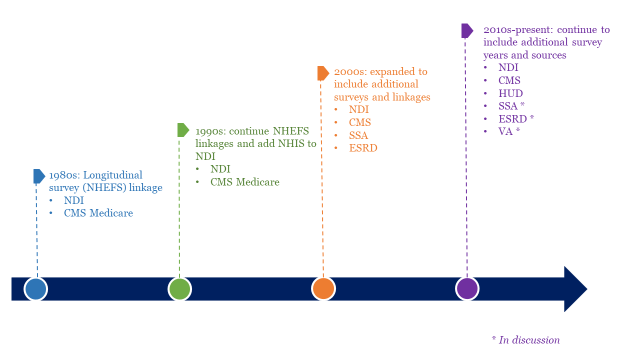 1980s: Longitudinal
survey (NHEFS) linkage
• NDI
• CMS Medicare
1990s: continue NHEFS
linkages and add NHIS to
NDI
• NDI
• CMS Medicare
2000s: expanded to
include additional
surveys and linkages
• NDI
• CMS
• SSA
• ESRD
2010s-present: continue to
include additional survey
years and sources
• NDI
• CMS
• HUD
• SSA *
• ESRD *
• VA *
* In discussion